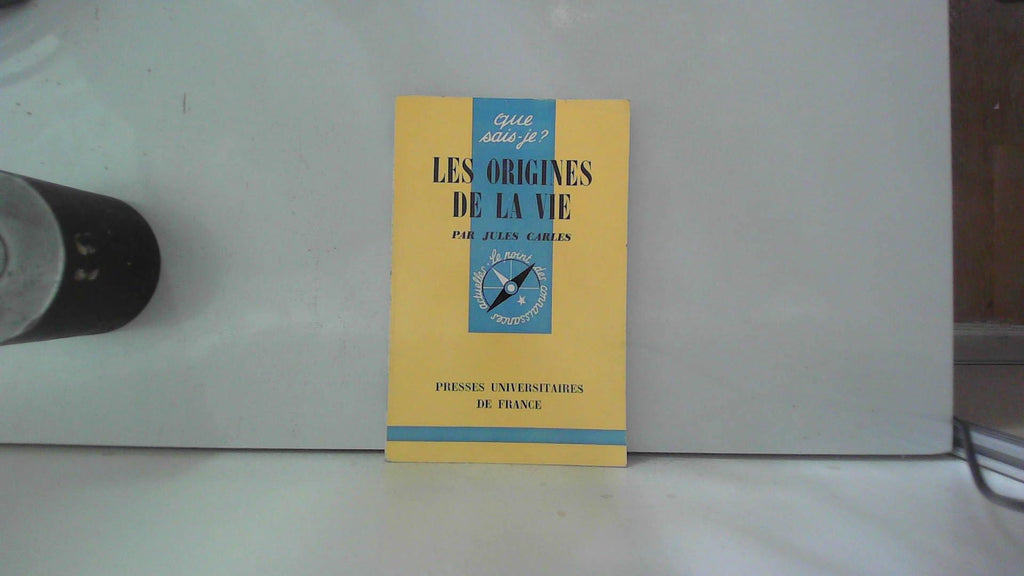 que
sais-je?
LES ORIGINES
DE LA VIE
PAR JULES CARLES
Le point des connaissances actuelles
PRESSES UNIVERSITAIRES
DE FRANCE